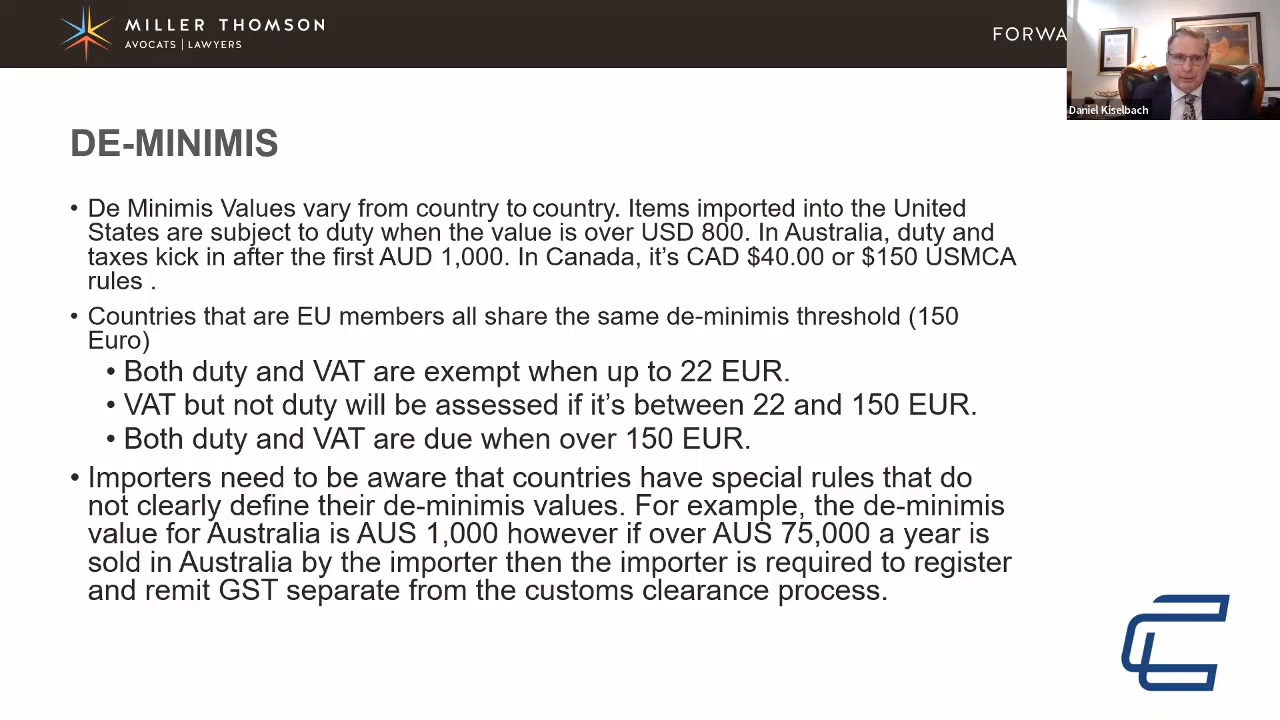 MILLER THOMSON
AVOCATS | LAWYERS
FORWA
Daniel Kiselbach
DE-MINIMIS
• De Minimis Values vary from country to country. Items imported into the United
States are subject to duty when the value is over USD 800. In Australia, duty and
taxes kick in after the first AUD 1,000. In Canada, it’s CAD $40.00 or $150 USMCA
rules .
• Countries that are EU members all share the same de-minimis threshold (150
Euro)
• Both duty and VAT are exempt when up to 22 EUR.
• VAT but not duty will be assessed if it’s between 22 and 150 EUR.
• Both duty and VAT are due when over 150 EUR.
• Importers need to be aware that countries have special rules that do
not clearly define their de-minimis values. For example, the de-minimis
value for Australia is AUS 1,000 however if over AUS 75,000 a year is
sold in Australia by the importer then the importer is required to register
and remit GST separate from the customs clearance process.